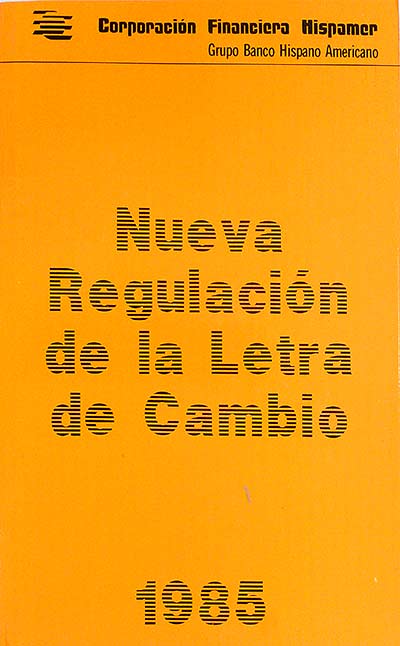 Corporación Financiera Hispamer
Grupo Banco Hispano Americano
Nueva
Regulación
de la Letra
de Cambio
1985